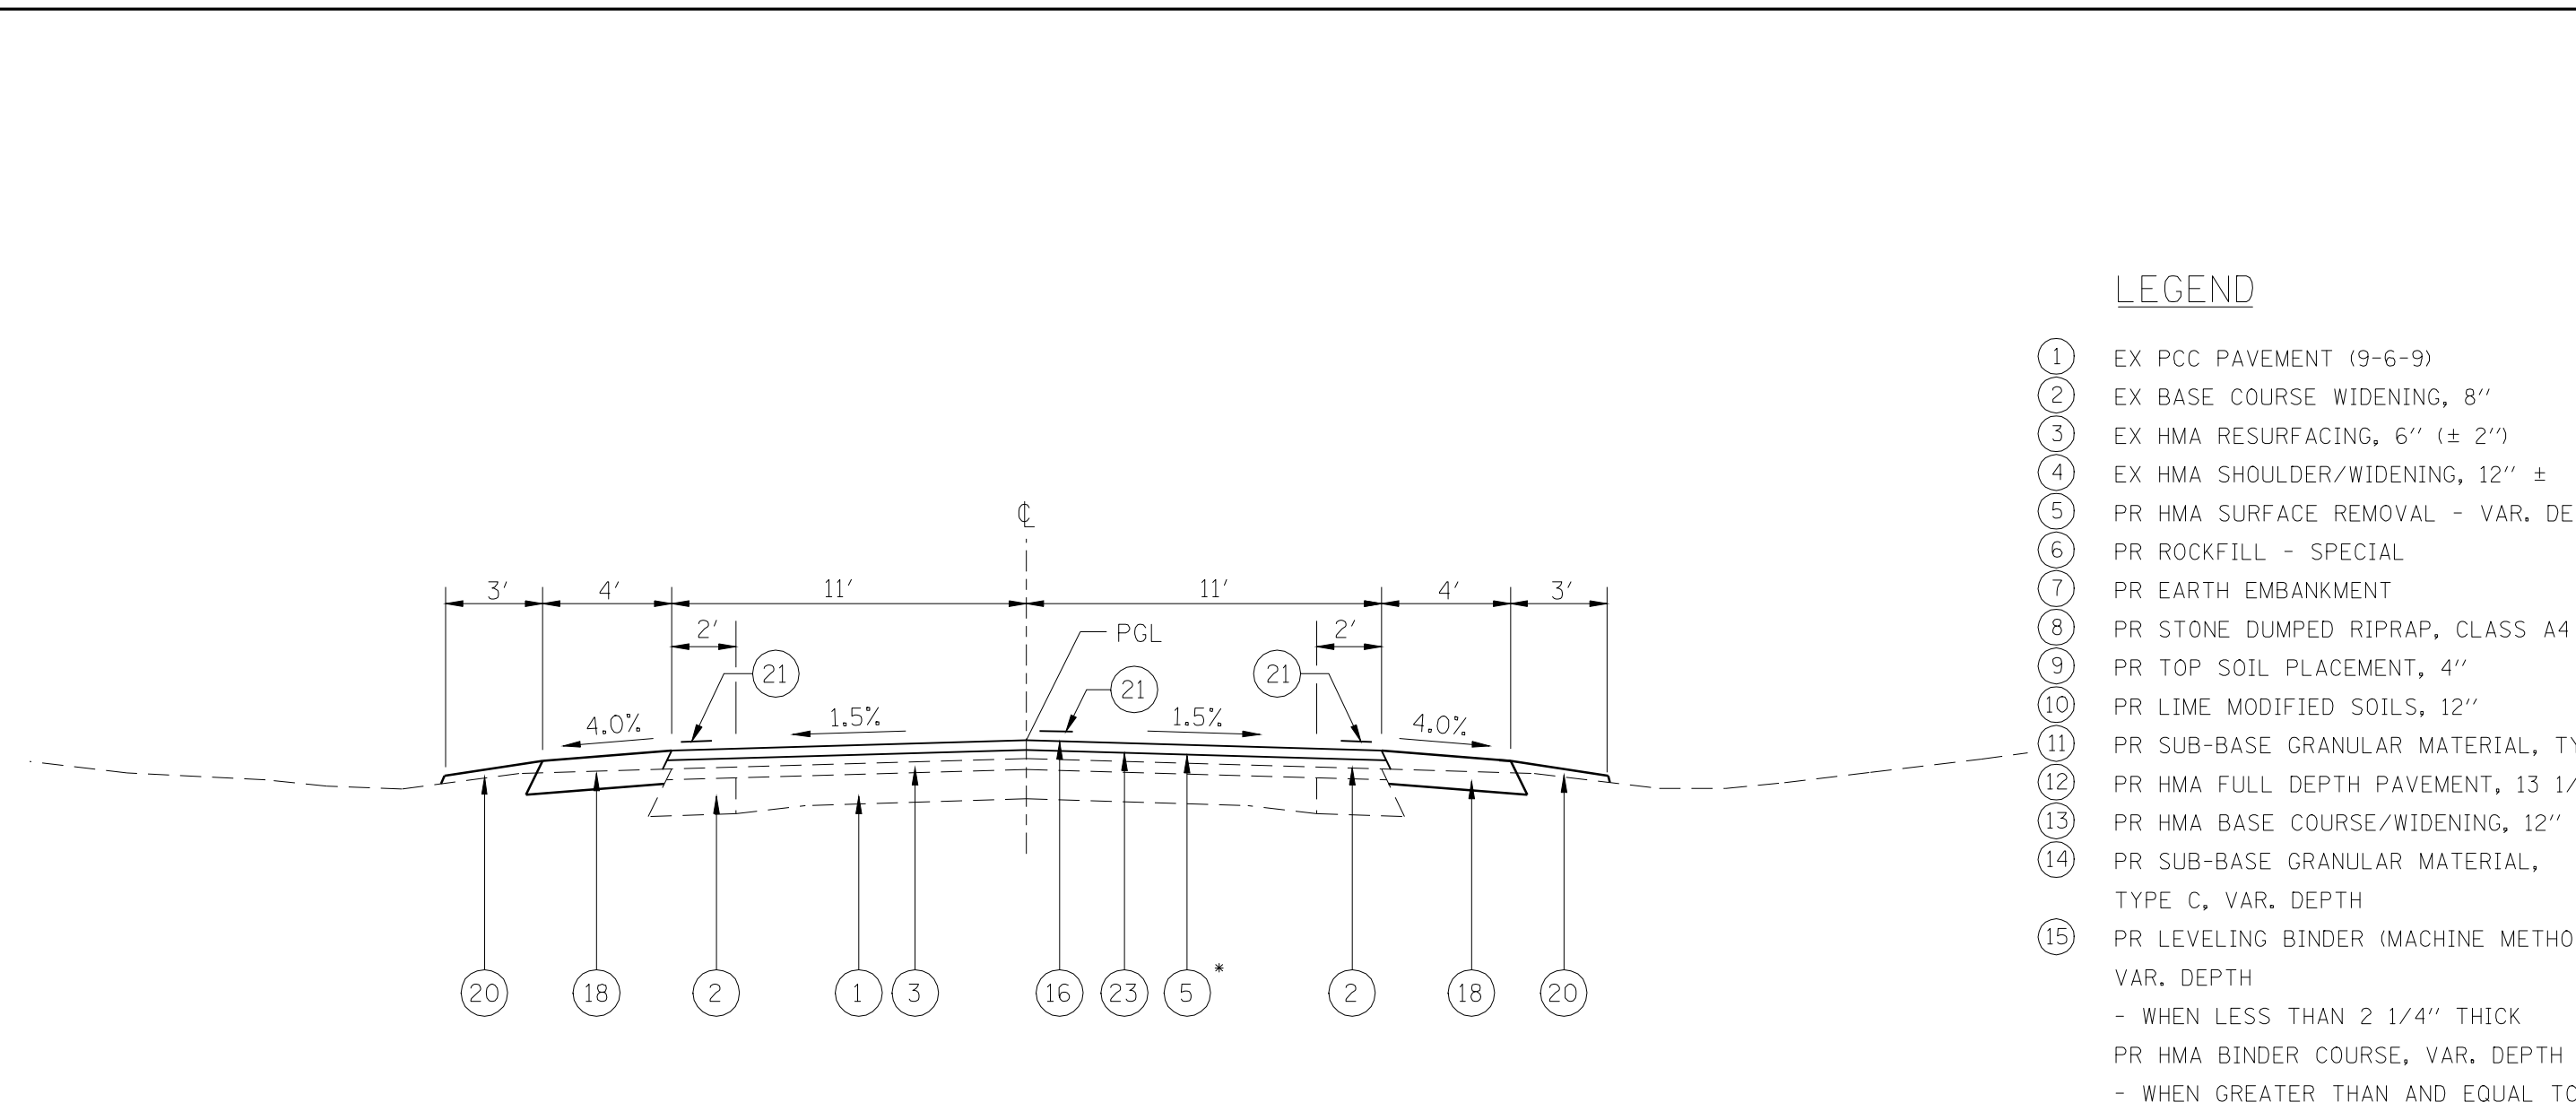 LEGEND
1 EX PCC PAVEMENT (9-6-9)
2 EX BASE COURSE WIDENING, 8"
3 EX HMA RESURFACING, 6" (± 2")
4 EX HMA SHOULDER/WIDENING, 12" ±
5 PR HMA SURFACE REMOVAL - VAR. DE
6 PR ROCKFILL - SPECIAL
7 PR EARTH EMBANKMENT
8 PR STONE DUMPED RIPRAP, CLASS A4
9 PR TOP SOIL PLACEMENT, 4"
10 PR LIME MODIFIED SOILS, 12"
11 PR SUB-BASE GRANULAR MATERIAL, TY
12 PR HMA FULL DEPTH PAVEMENT, 13 1/
13 PR HMA BASE COURSE/WIDENING, 12"
14 PR SUB-BASE GRANULAR MATERIAL,
TYPE C, VAR. DEPTH
15 PR LEVELING BINDER (MACHINE METHO
VAR. DEPTH
- WHEN LESS THAN 2 1/4" THICK
PR HMA BINDER COURSE, VAR. DEPTH
- WHEN GREATER THAN AND EQUAL TO
℄
3' 4' 11' 11' 4' 3'
2' PGL 2'
21 21 21
4.0% 1.5% 1.5% 4.0%
20 18 2 1 3 16 23 5 * 2 18 20